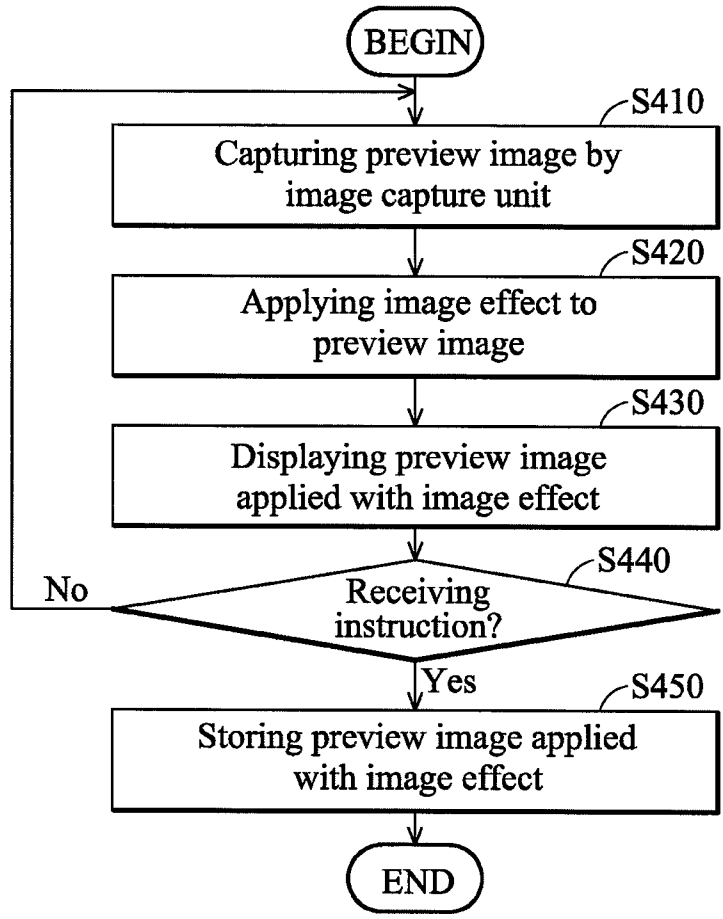 BEGIN
S410
Capturing preview image by
image capture unit
S420
Applying image effect to
preview image
S430
Displaying preview image
applied with image effect
S440
No
Receiving
instruction?
Yes
S450
Storing preview image applied
with image effect
END